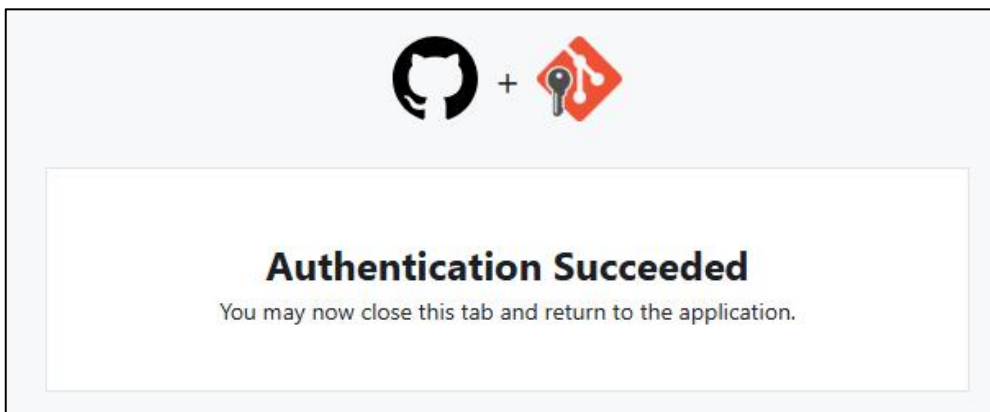 +
Authentication Succeeded
You may now close this tab and return to the application.